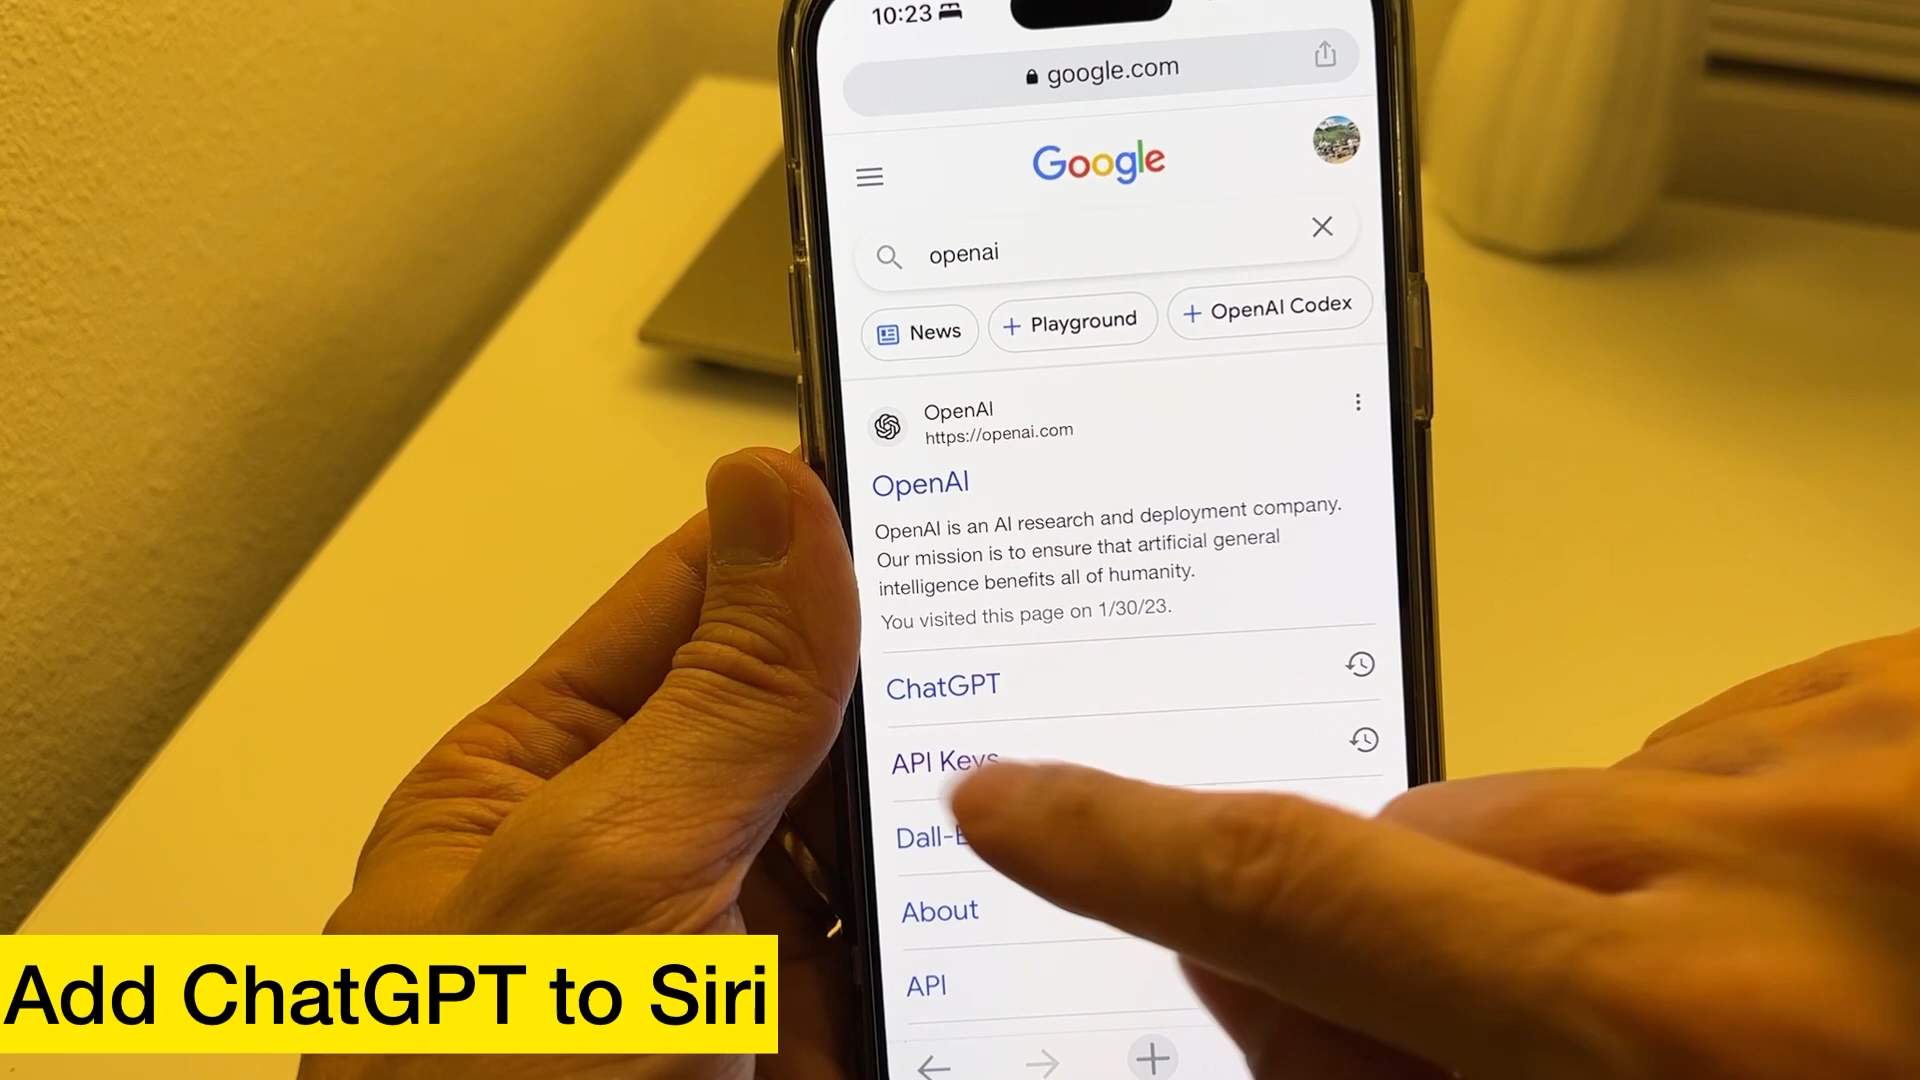 10:23
google.com
Google
openai
News
Playground
OpenAI Codex
OpenAI
https://openai.com
OpenAI
OpenAI is an AI research and deployment company.
Our mission is to ensure that artificial general
intelligence benefits all of humanity.
You visited this page on 1/30/23.
ChatGPT
API Keys
Dall-E
About
API
Add ChatGPT to Siri